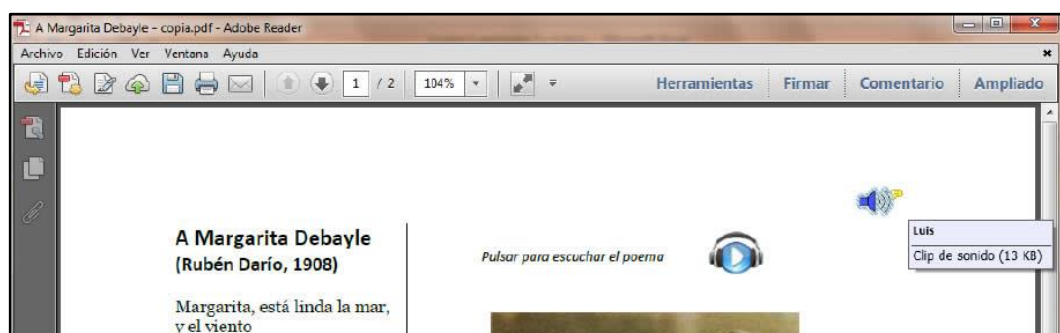 A Margarita Debayle - copia.pdf - Adobe Reader
Archivo Edición Ver Ventana Ayuda
1 / 2 104% Herramientas Firmar Comentario Ampliado
Luis
Clip de sonido (13 KB)
A Margarita Debayle
(Rubén Darío, 1908)
Pulsar para escuchar el poema
Margarita, está linda la mar,
y el viento